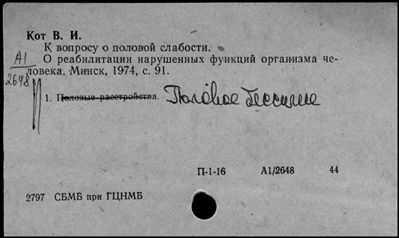 Кот В. И.
К вопросу о половой слабости.
О реабилитации нарушенных функций организма че-
ловека, Минск, 1974, с. 91.
А1
2648
1. Половые расстройства. Половое бессилие
П-1-16 А1/2648 44
2797 СБМБ при ГЦНМБ